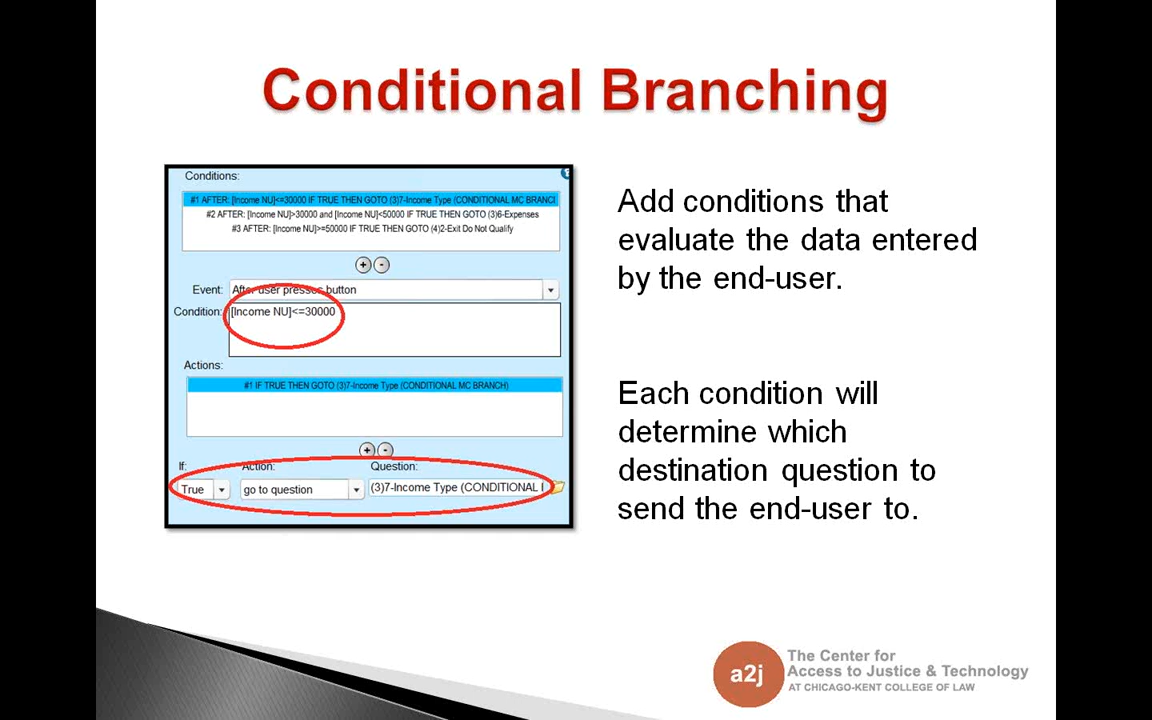 Conditional Branching
Conditions:
#1 AFTER: [Income NU]<=30000 IF TRUE THEN GOTO (3)7-Income Type (CONDITIONAL MC BRANCH
#2 AFTER: [Income NU]>30000 and [Income NU]<50000 IF TRUE THEN GOTO (3)6-Expenses
#3 AFTER: [Income NU]>=50000 IF TRUE THEN GOTO (4)2-Exit Do Not Qualify
+ -
Event: After user presses button
Condition: [Income NU]<=30000
Actions:
#1 IF TRUE THEN GOTO (3)7-Income Type (CONDITIONAL MC BRANCH)
+ -
If: Action: Question:
True go to question (3)7-Income Type (CONDITIONAL
Add conditions that
evaluate the data entered
by the end-user.
Each condition will
determine which
destination question to
send the end-user to.
a2j
The Center for
Access to Justice & Technology
AT CHICAGO-KENT COLLEGE OF LAW